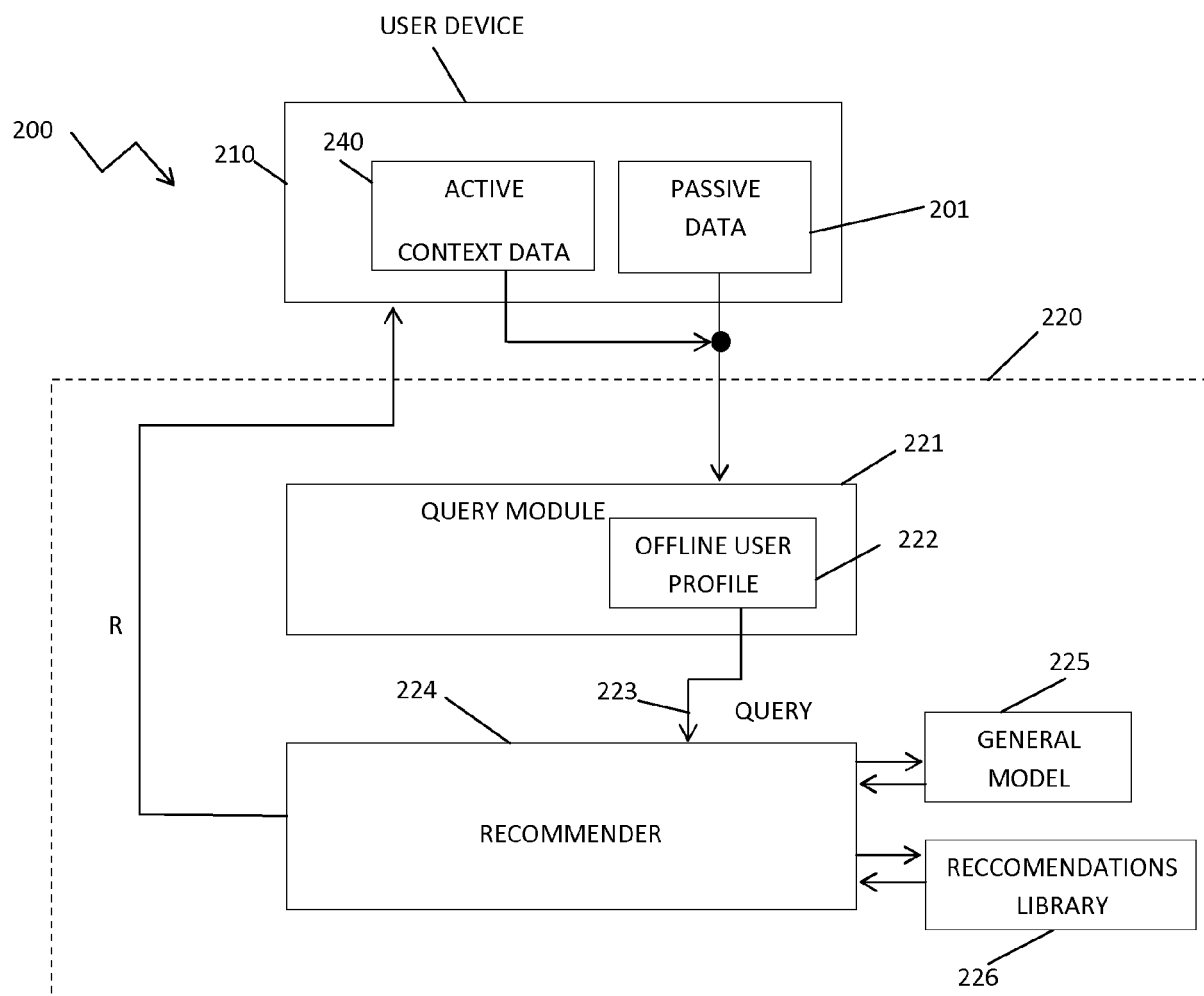 USER DEVICE
200
210
240
ACTIVE
CONTEXT DATA
PASSIVE
DATA
201
220
221
QUERY MODULE
OFFLINE USER
PROFILE
222
R
223
QUERY
224
225
GENERAL
MODEL
RECOMMENDER
RECCOMENDATIONS
LIBRARY
226